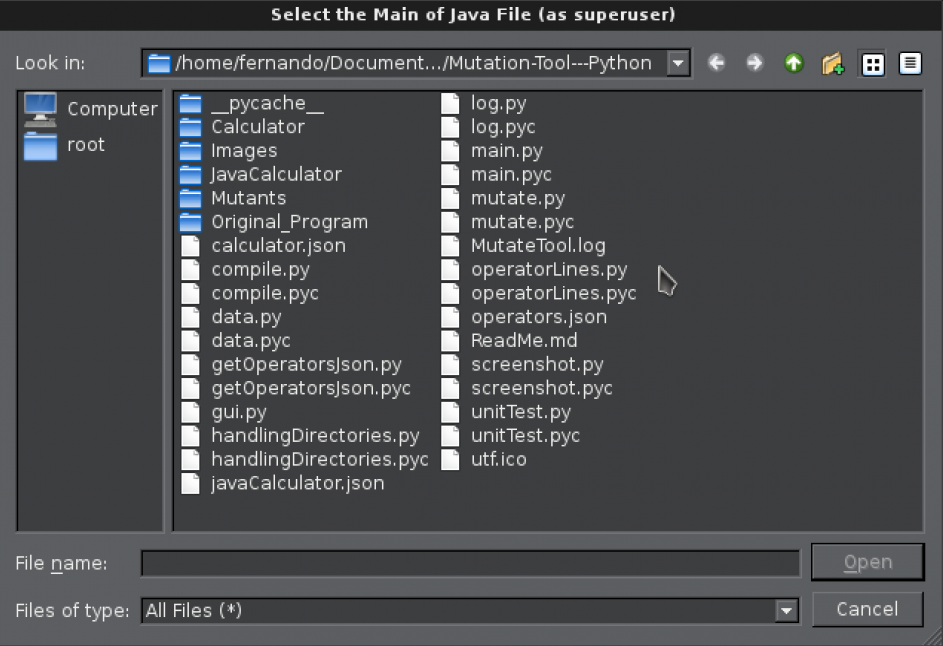 Select the Main of Java File (as superuser)
Look in:
/home/fernando/Document.../Mutation-Tool---Python
Computer
root
__pycache__
Calculator
Images
JavaCalculator
Mutants
Original_Program
calculator.json
compile.py
compile.pyc
data.py
data.pyc
getOperatorsJson.py
getOperatorsJson.pyc
gui.py
handlingDirectories.py
handlingDirectories.pyc
javaCalculator.json
log.py
log.pyc
main.py
main.pyc
mutate.py
mutate.pyc
MutateTool.log
operatorLines.py
operatorLines.pyc
operators.json
ReadMe.md
screenshot.py
screenshot.pyc
unitTest.py
unitTest.pyc
utf.ico
File name:
Open
Files of type:
All Files (*)
Cancel